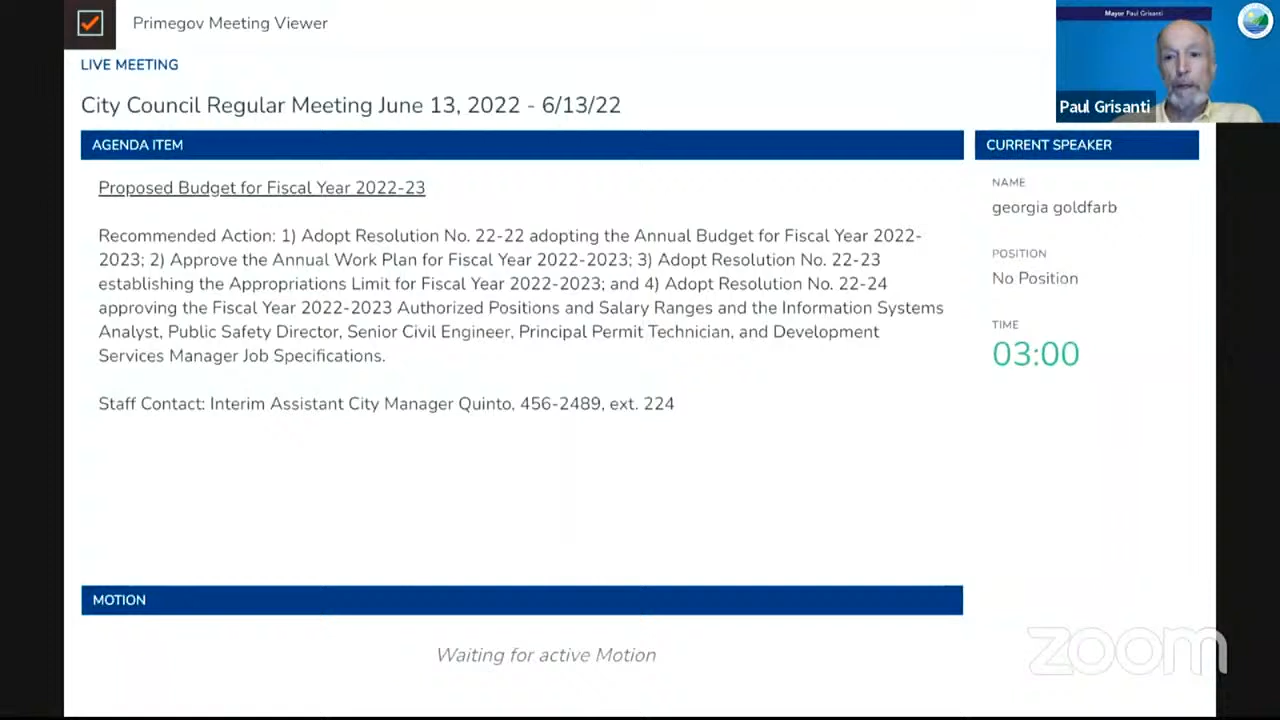 Primegov Meeting Viewer
Mayor Paul Grisanti
Paul Grisanti
LIVE MEETING
City Council Regular Meeting June 13, 2022 - 6/13/22
AGENDA ITEM
Proposed Budget for Fiscal Year 2022-23
Recommended Action: 1) Adopt Resolution No. 22-22 adopting the Annual Budget for Fiscal Year 2022-
2023; 2) Approve the Annual Work Plan for Fiscal Year 2022-2023; 3) Adopt Resolution No. 22-23
establishing the Appropriations Limit for Fiscal Year 2022-2023; and 4) Adopt Resolution No. 22-24
approving the Fiscal Year 2022-2023 Authorized Positions and Salary Ranges and the Information Systems
Analyst, Public Safety Director, Senior Civil Engineer, Principal Permit Technician, and Development
Services Manager Job Specifications.
Staff Contact: Interim Assistant City Manager Quinto, 456-2489, ext. 224
CURRENT SPEAKER
NAME
georgia goldfarb
POSITION
No Position
TIME
03:00
MOTION
Waiting for active Motion
zoom